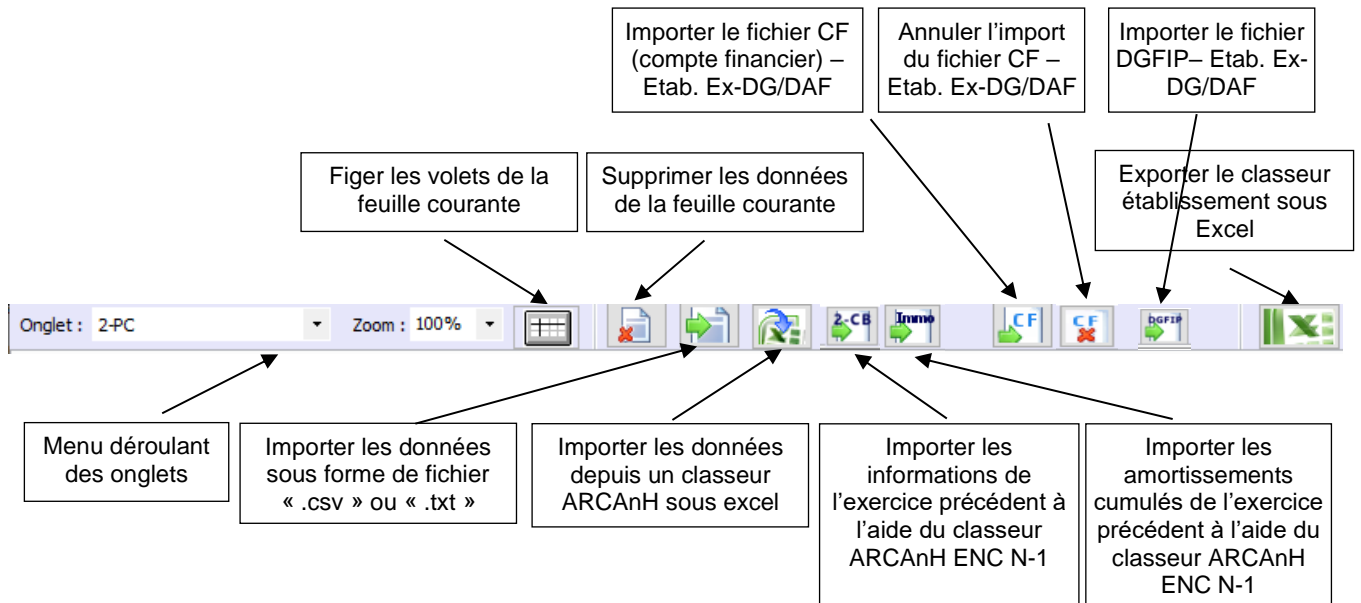 Importer le fichier CF
(compte financier) –
Etab. Ex-DG/DAF
Annuler l’import
du fichier CF –
Etab. Ex-DG/DAF
Importer le fichier
DGFIP– Etab. Ex-
DG/DAF
Figer les volets de la
feuille courante
Supprimer les données
de la feuille courante
Exporter le classeur
établissement sous
Excel
Onglet : 2-PC Zoom : 100% 2-CB Immo CF CF DGFIP
Menu déroulant
des onglets
Importer les données
sous forme de fichier
« .csv » ou « .txt »
Importer les données
depuis un classeur
ARCAnH sous excel
Importer les
informations de
l’exercice précédent à
l’aide du classeur
ARCAnH ENC N-1
Importer les
amortissements
cumulés de l’exercice
précédent à l’aide du
classeur ARCAnH
ENC N-1